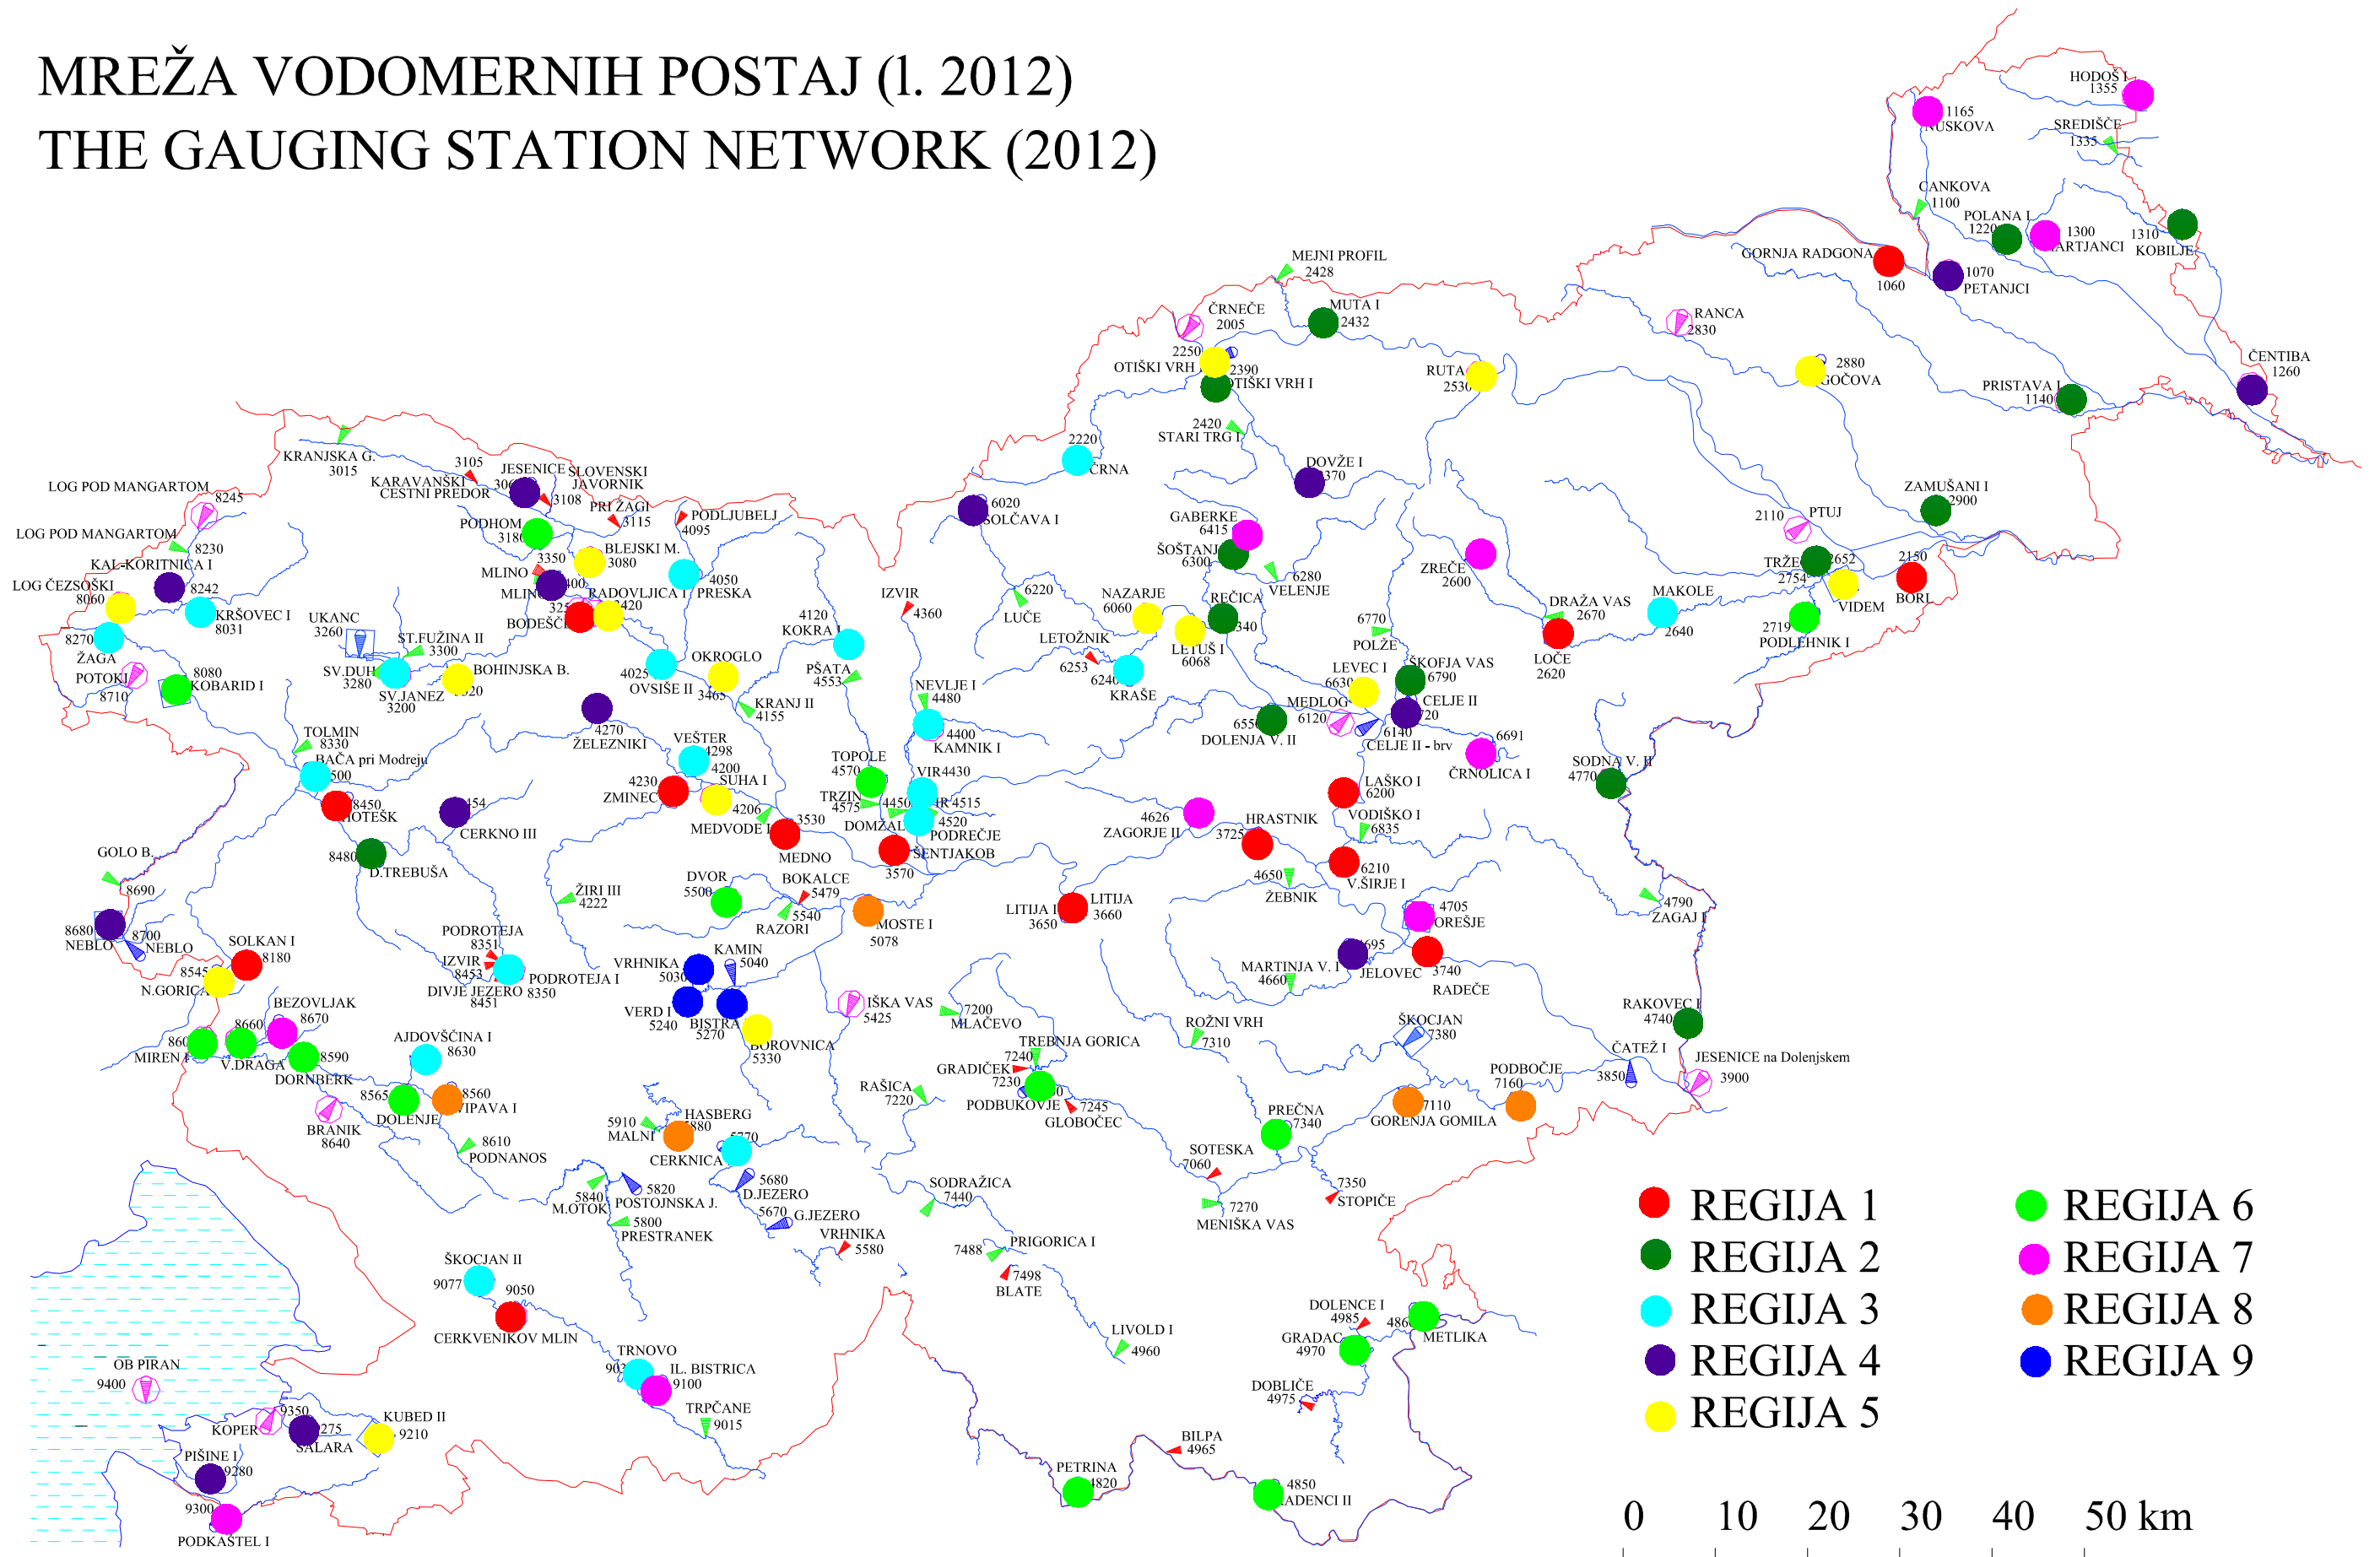 MREŽA VODOMERNIH POSTAJ (l. 2012)
THE GAUGING STATION NETWORK (2012)
HODOŠ I
1355
1165
NUSKOVA
SREDIŠČE
1335
CANKOVA
1100
POLANA I
1220
1300
MARTJANCI
1310
KOBILJE
GORNJA RADGONA
1060
1070
PETANJCI
MEJNI PROFIL
2428
ČRNEČE
2005
MUTA I
2432
RANCA
2830
2250
OTIŠKI VRH
2390
OTIŠKI VRH I
RUTA
2530
2880
GOČOVA
PRISTAVA I
1140
ČENTIBA
1260
2420
STARI TRG I
2220
ČRNA
DOVŽE I
KRANJSKA G.
3015
3105
KARAVANŠKI
CESTNI PREDOR
JESENICE
SLOVENSKI
JAVORNIK
3108
PRI ŽAGI
3115
PODLJUBELJ
4095
LOG POD MANGARTOM
8245
LOG POD MANGARTOM
8230
KAL-KORITNICA I
8242
LOG ČEZSOŠKI
8060
KRŠOVEC I
8031
8270
ŽAGA
POTOKI
8710
8080
KOBARID I
PODHOM
3180
3350
MLINO
MLINO
BLEJSKI M.
3080
RADOVLJICA I
BODEŠČE
4050
PRESKA
UKANC
3260
ST.FUŽINA II
3300
SV.DUH
3280
SV.JANEZ
3200
BOHINJSKA B.
4025
OVSIŠE II
OKROGLO
3465
KRANJ II
4155
4120
KOKRA I
PŠATA
4553
IZVIR
4360
6020
SOLČAVA I
6220
LUČE
GABERKE
6415
ŠOŠTANJ
6300
6280
VELENJE
NAZARJE
6060
REČICA
LETUŠ I
6068
LETOŽNIK
6253
6240
KRAŠE
ZREČE
2600
6770
POLŽE
DRAŽA VAS
2670
LOČE
2620
MAKOLE
2640
2110
PTUJ
ZAMUŠANI I
2900
TRŽEC
2652
2754
VIDEM
2150
BORL
2719
PODLEHNIK I
LEVEC I
6630
ŠKOFJA VAS
6790
MEDLOG
6120
CELJE II
6140
CELJE II - brv
6550
DOLENJA V. II
6691
ČRNOLICA I
SODNA V. II
4770
NEVLJE I
4480
4400
KAMNIK I
4270
ŽELEZNIKI
VEŠTER
4298
4200
SUHA I
4230
ZMINEC
4206
MEDVODE I
3530
MEDNO
TOPOLE
4570
TRZIN
4575
VIR
4430
4450
4515
4520
PODREČJE
ŠENTJAKOB
3570
TOLMIN
8330
BAČA pri Modreju
8450
HOTEŠK
CERKNO III
8480
D.TREBUŠA
LAŠKO I
6200
VODIŠKO I
6835
4626
ZAGORJE II
HRASTNIK
3725
6210
V.ŠIRJE I
4650
ŽEBNIK
LITIJA I
3650
LITIJA
3660
4705
OREŠJE
JELOVEC
3740
RADEČE
MARTINJA V. I
4660
4790
ZAGAJ I
RAKOVEC I
4740
GOLO B.
8690
8680
NEBLO
8700
NEBLO
SOLKAN I
8180
8545
N.GORICA
ŽIRI III
4222
DVOR
5500
BOKALCE
5479
5540
RAZORI
MOSTE I
5078
PODROTEJA
8351
IZVIR
8453
DIVJE JEZERO
8451
PODROTEJA I
8350
VRHNIKA
5030
KAMIN
5040
VERD I
5240
BISTRA
5270
BOROVNICA
5330
IŠKA VAS
5425
7200
MLAČEVO
BEZOVLJAK
8670
8660
MIREN I
V.DRAGA
8590
DORNBERK
AJDOVŠČINA I
8630
8565
DOLENJE
8560
VIPAVA I
BRANIK
8640
8610
PODNANOS
ROŽNI VRH
7310
TREBNJA GORICA
7240
GRADIČEK
7230
PODBUKOVJE
7245
GLOBOČEC
RAŠICA
7220
ŠKOCJAN
7380
PODBOČJE
7160
7110
GORENJA GOMILA
ČATEŽ I
3850
JESENICE na Dolenjskem
3900
PREČNA
7340
SOTESKA
7060
7270
MENIŠKA VAS
7350
STOPIČE
5910
MALNI
HASBERG
CERKNICA
5680
D.JEZERO
5670
G.JEZERO
5840
M.OTOK
5820
POSTOJNSKA J.
5800
PRESTRANEK
VRHNIKA
5580
SODRAŽICA
7440
7488
PRIGORICA I
7498
BLATE
LIVOLD I
4960
ŠKOCJAN II
9077
9050
CERKVENIKOV MLIN
TRNOVO
IL. BISTRICA
9100
TRPČANE
9015
DOLENCE I
4985
METLIKA
GRADAC
4970
DOBLIČE
4975
BILPA
4965
PETRINA
4820
4850
RADENCI II
OB PIRAN
9400
9350
KOPER
SALARA
KUBED II
9210
PIŠINE I
9280
9300
PODKAŠTEL I
REGIJA 1
REGIJA 2
REGIJA 3
REGIJA 4
REGIJA 5
REGIJA 6
REGIJA 7
REGIJA 8
REGIJA 9
0 10 20 30 40 50 km